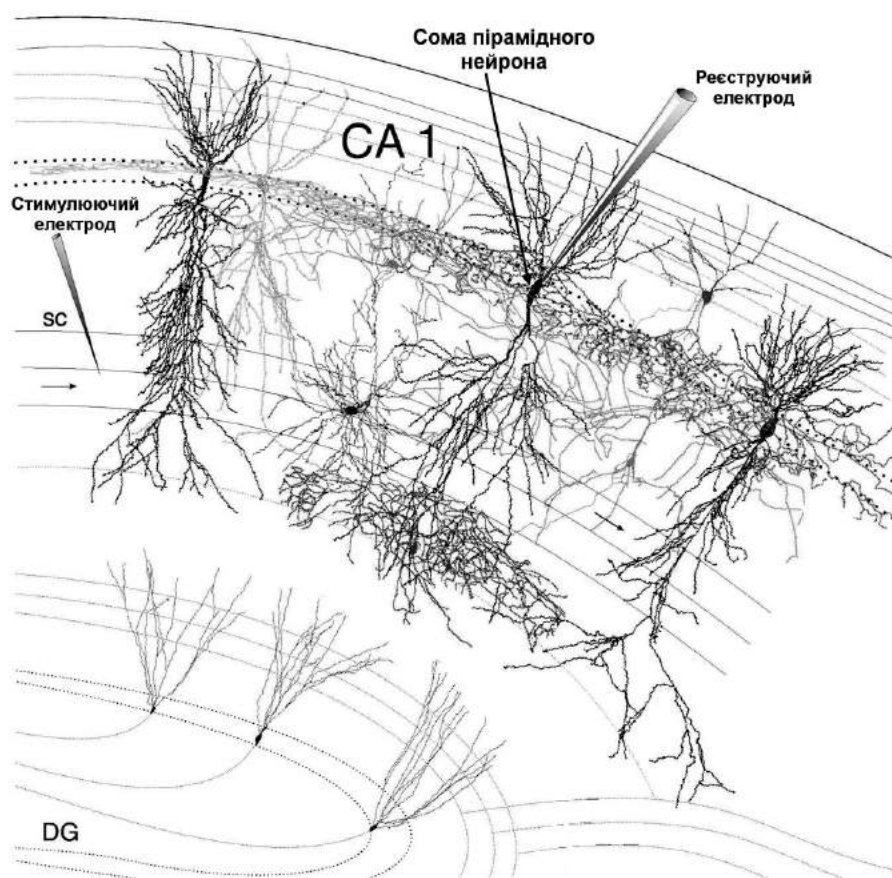 Сома пірамідного
нейрона
Реєструючий
електрод
CA 1
Стимулюючий
електрод
SC
DG